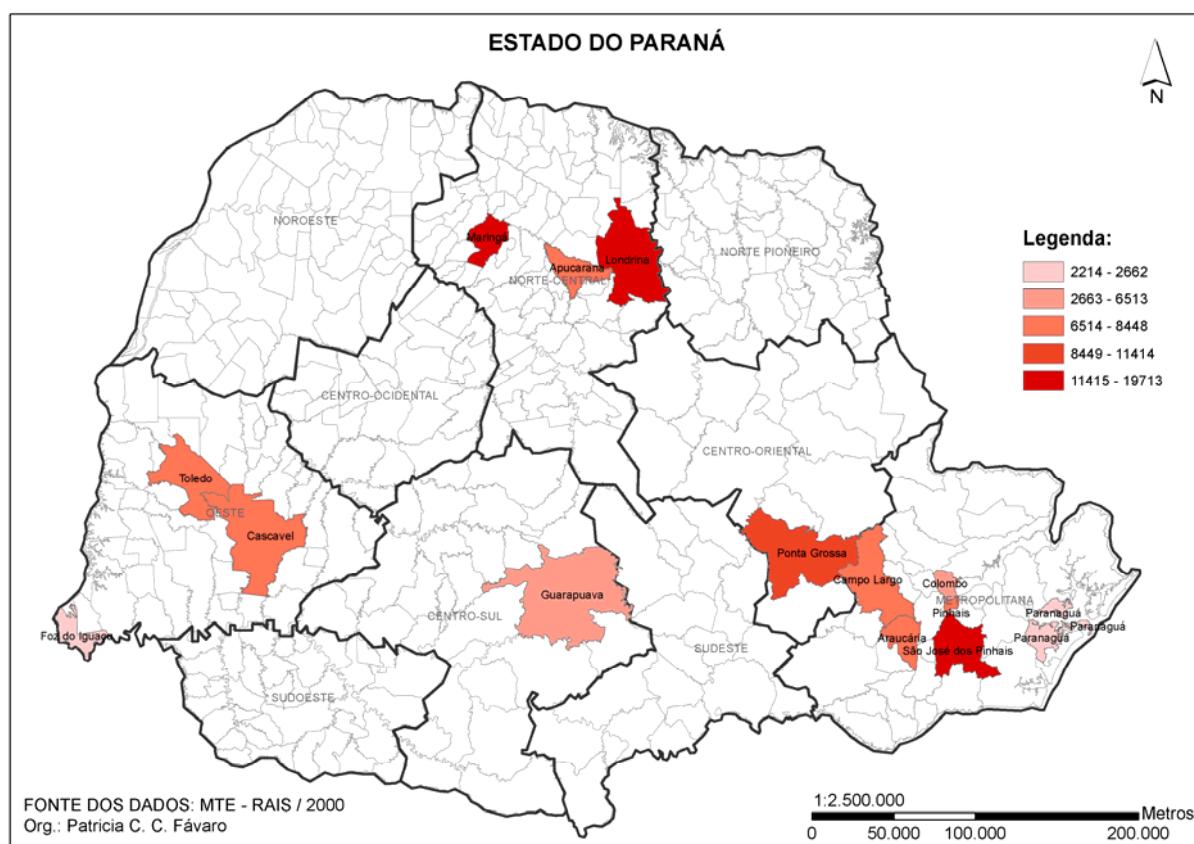 ESTADO DO PARANÁ
N
NOROESTE
Maringá
Apucarana
NORTE-CENTRAL
Londrina
NORTE PIONEIRO
Legenda:
2214 - 2662
2663 - 6513
6514 - 8448
8449 - 11414
11415 - 19713
CENTRO-OCIDENTAL
CENTRO-ORIENTAL
Toledo
OESTE
Cascavel
Ponta Grossa
Campo Largo
Colombo
METROPOLITANA
Pinhais
Paranaguá
Paranaguá
Paranaguá
Guarapuava
CENTRO-SUL
Foz do Iguaçu
Araucária
São José dos Pinhais
SUDESTE
SUDOESTE
FONTE DOS DADOS: MTE - RAIS / 2000
Org.: Patricia C. C. Fávaro
1:2.500.000
Metros
0 50.000 100.000 200.000